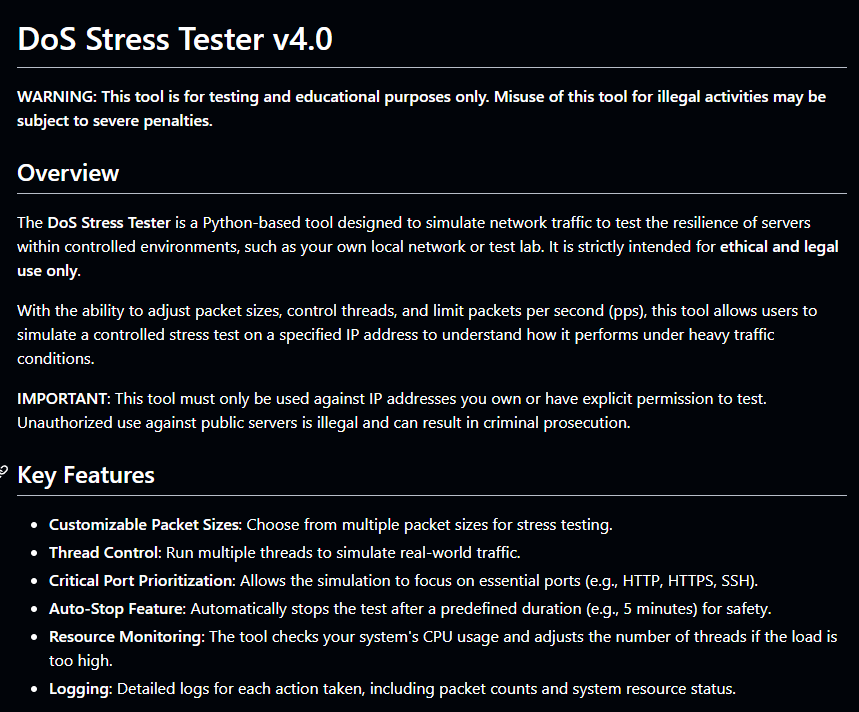 DoS Stress Tester v4.0
WARNING: This tool is for testing and educational purposes only. Misuse of this tool for illegal activities may be
subject to severe penalties.
Overview
The DoS Stress Tester is a Python-based tool designed to simulate network traffic to test the resilience of servers
within controlled environments, such as your own local network or test lab. It is strictly intended for ethical and legal
use only.
With the ability to adjust packet sizes, control threads, and limit packets per second (pps), this tool allows users to
simulate a controlled stress test on a specified IP address to understand how it performs under heavy traffic
conditions.
IMPORTANT: This tool must only be used against IP addresses you own or have explicit permission to test.
Unauthorized use against public servers is illegal and can result in criminal prosecution.
Key Features
• Customizable Packet Sizes: Choose from multiple packet sizes for stress testing.
• Thread Control: Run multiple threads to simulate real-world traffic.
• Critical Port Prioritization: Allows the simulation to focus on essential ports (e.g., HTTP, HTTPS, SSH).
• Auto-Stop Feature: Automatically stops the test after a predefined duration (e.g., 5 minutes) for safety.
• Resource Monitoring: The tool checks your system's CPU usage and adjusts the number of threads if the load is
too high.
• Logging: Detailed logs for each action taken, including packet counts and system resource status.